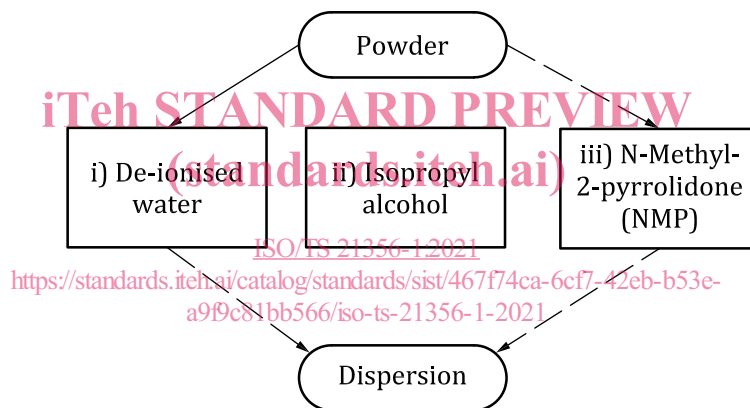 Powder
iTeh STANDARD PREVIEW
(standards.iteh.ai)
i) De-ionised
water
ii) Isopropyl
alcohol
iii) N-Methyl-
2-pyrrolidone
(NMP)
ISO/TS 21356-1:2021
https://standards.iteh.ai/catalog/standards/sist/467f74ca-6cf7-42eb-b53e-
a9f9c81bb566/iso-ts-21356-1-2021
Dispersion